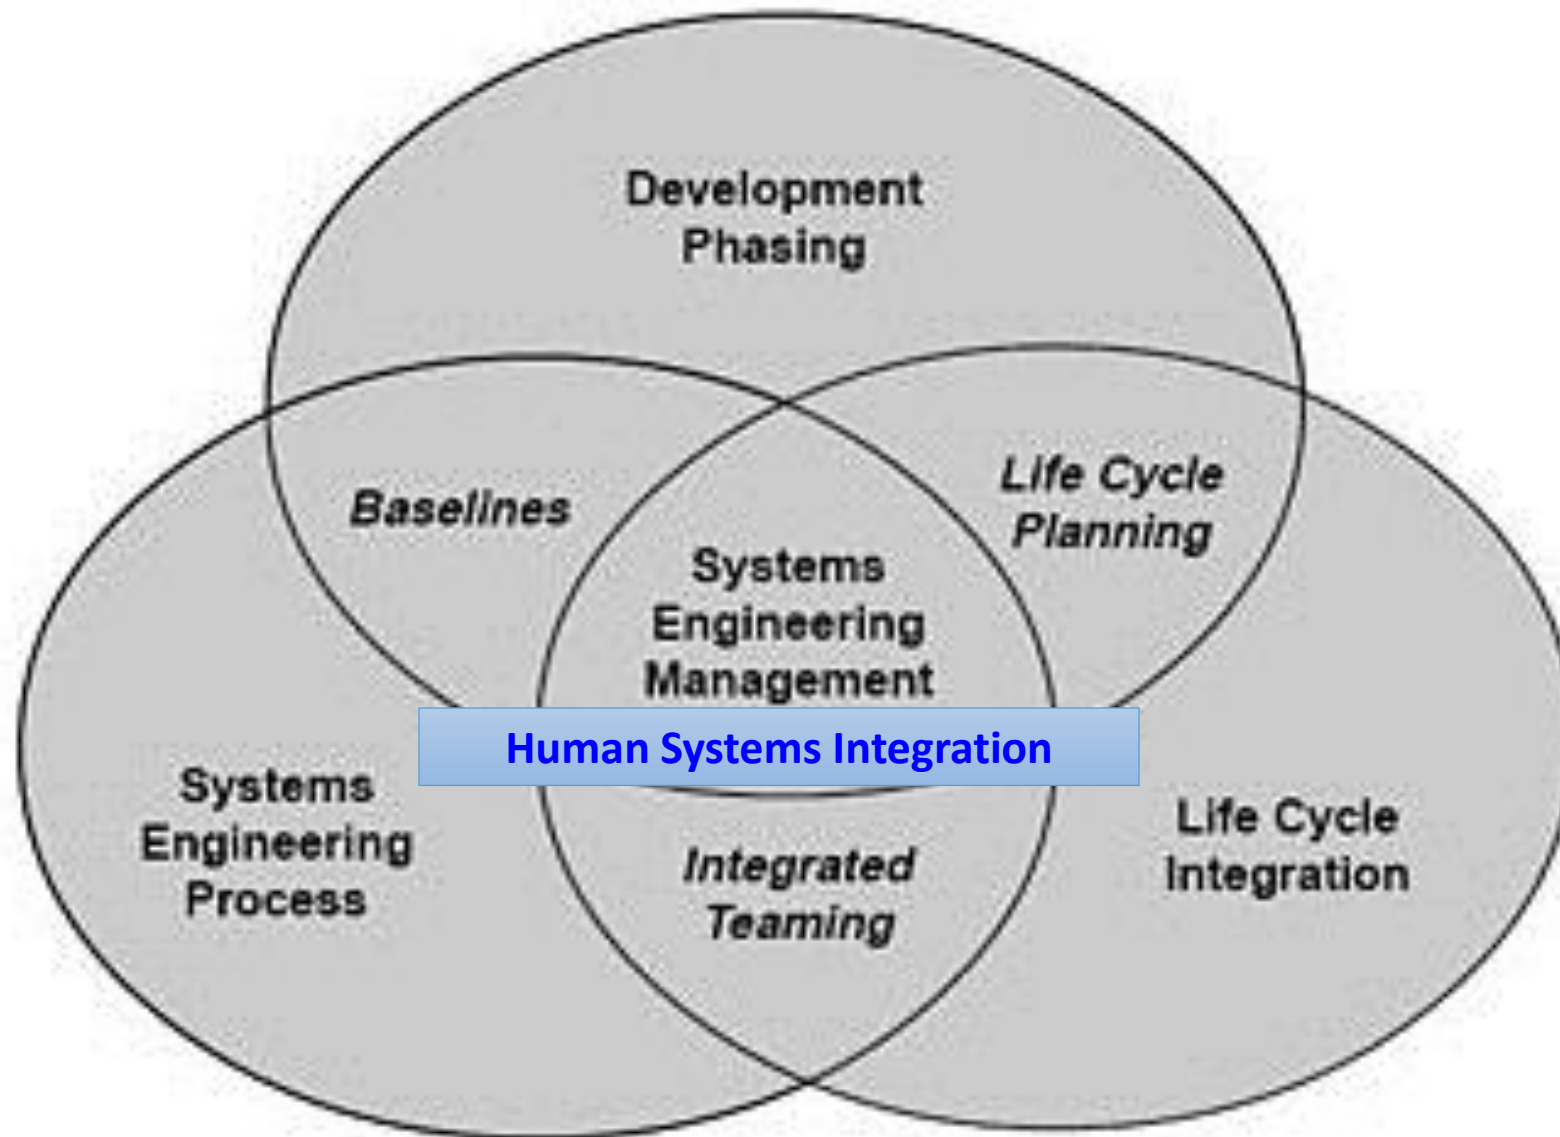 Development
Phasing
Baselines
Life Cycle
Planning
Systems
Engineering
Management
Human Systems Integration
Systems
Engineering
Process
Life Cycle
Integration
Integrated
Teaming